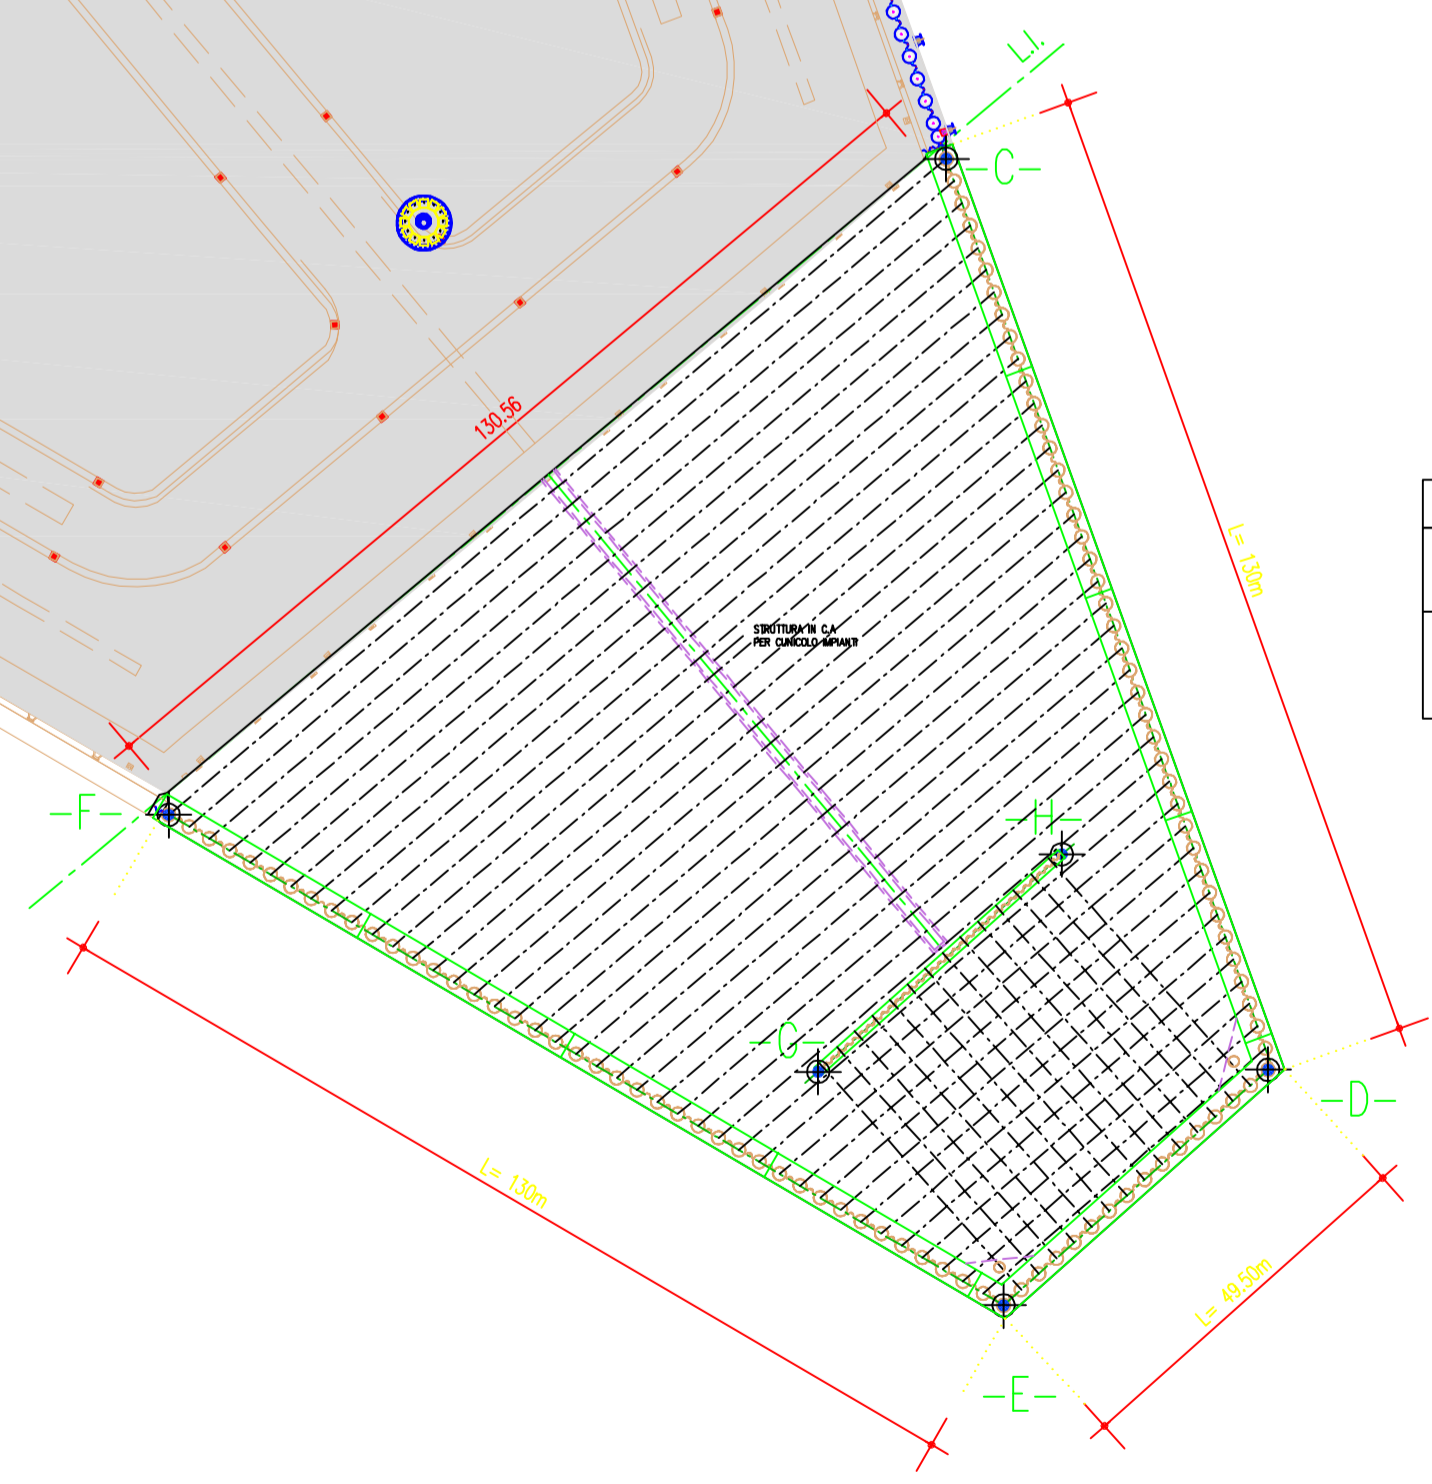 L.I.
-C-
130.56
L= 130m
STRUTTURA IN C.A
PER CUNICOLO IMPIANTI
-F-
-H-
-G-
-D-
L= 130m
L= 49.50m
-E-